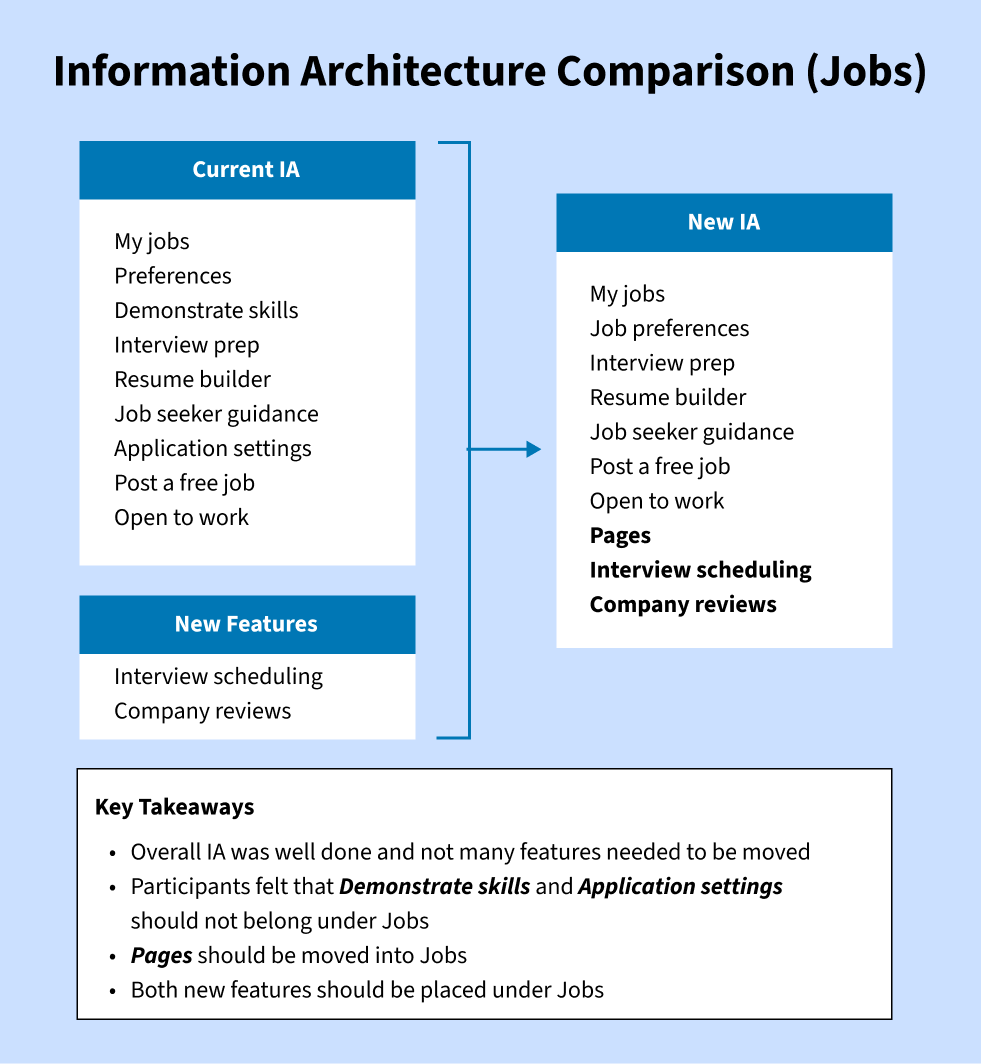 Information Architecture Comparison (Jobs)
Current IA
My jobs
Preferences
Demonstrate skills
Interview prep
Resume builder
Job seeker guidance
Application settings
Post a free job
Open to work
New Features
Interview scheduling
Company reviews
New IA
My jobs
Job preferences
Interview prep
Resume builder
Job seeker guidance
Post a free job
Open to work
Pages
Interview scheduling
Company reviews
Key Takeaways
• Overall IA was well done and not many features needed to be moved
• Participants felt that Demonstrate skills and Application settings
should not belong under Jobs
• Pages should be moved into Jobs
• Both new features should be placed under Jobs